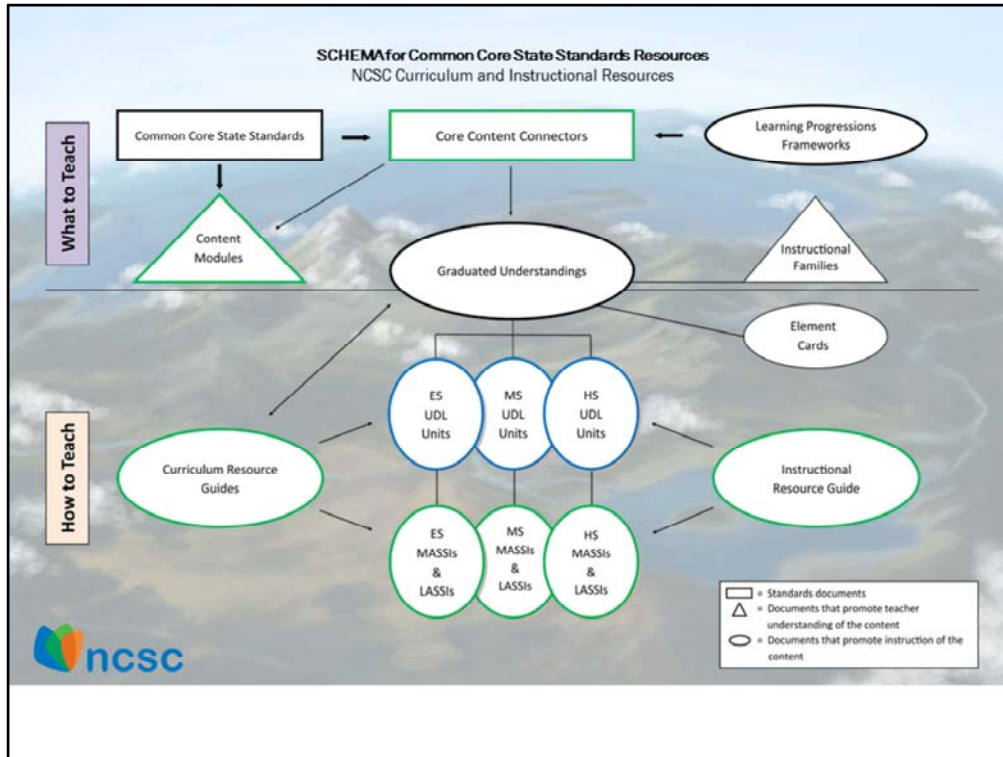 SCHEMA for Common Core State Standards Resources
NCSC Curriculum and Instructional Resources
What to Teach
Common Core State Standards
Core Content Connectors
Learning Progressions
Frameworks
Content
Modules
Graduated Understandings
Instructional
Families
Element
Cards
How to Teach
ES
UDL
Units
MS
UDL
Units
HS
UDL
Units
Curriculum Resource
Guides
Instructional
Resource Guide
ES
MASSIs
&
LASSIs
MS
MASSIs
&
LASSIs
HS
MASSIs
&
LASSIs
= Standards documents
= Documents that promote teacher
understanding of the content
= Documents that promote instruction of the
content
ncsc